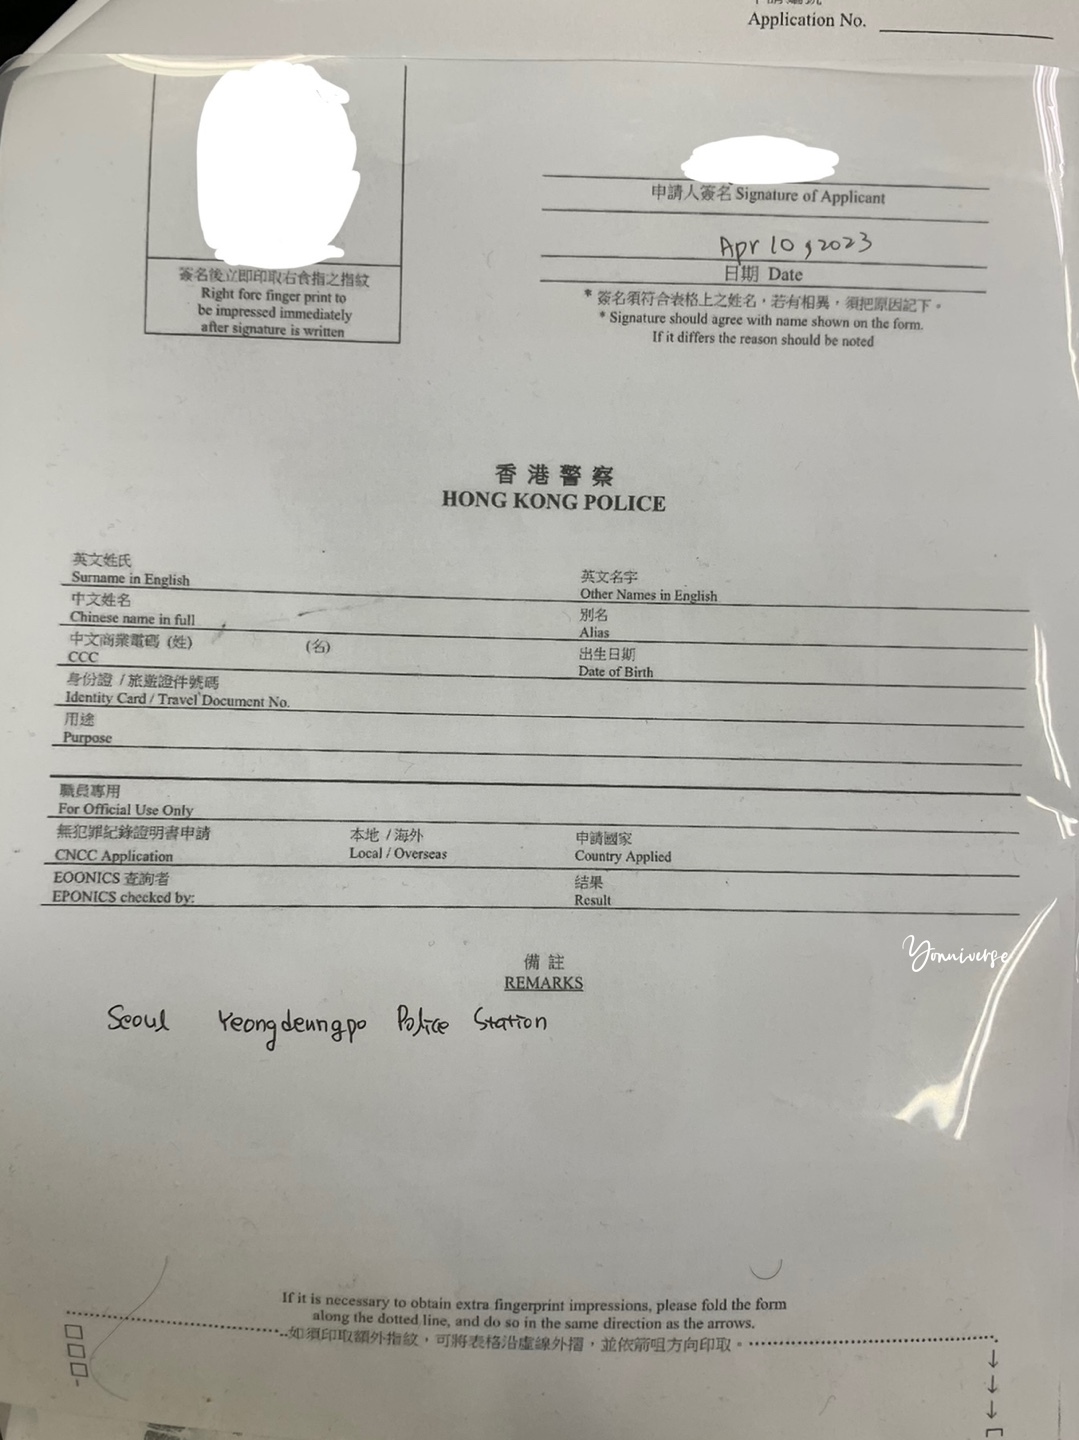 Application No.
申請人簽名 Signature of Applicant
Apr 10, 2023
日期 Date
簽名後立即印取右食指之指紋
Right fore finger print to
be impressed immediately
after signature is written
* 簽名須符合表格上之姓名，若有相異，須把原因記下。
* Signature should agree with name shown on the form.
If it differs the reason should be noted
香港警察
HONG KONG POLICE
英文姓氏
Surname in English
英文名字
Other Names in English
中文姓名
Chinese name in full
別名
Alias
中文商業電碼 (姓) (名)
CCC
出生日期
Date of Birth
身份證 / 旅遊證件號碼
Identity Card / Travel Document No.
用途
Purpose
職員專用
For Official Use Only
無犯罪紀錄證明書申請
CNCC Application
本地 / 海外
Local / Overseas
申請國家
Country Applied
EOONICS 查詢者
EPONICS checked by:
结果
Result
Yonniverse
備註
REMARKS
Seoul Yeongdeungpo Police Station
If it is necessary to obtain extra fingerprint impressions, please fold the form
along the dotted line, and do so in the same direction as the arrows.
如須印取額外指紋，可將表格沿虛線外摺，並依箭咀方向印取。